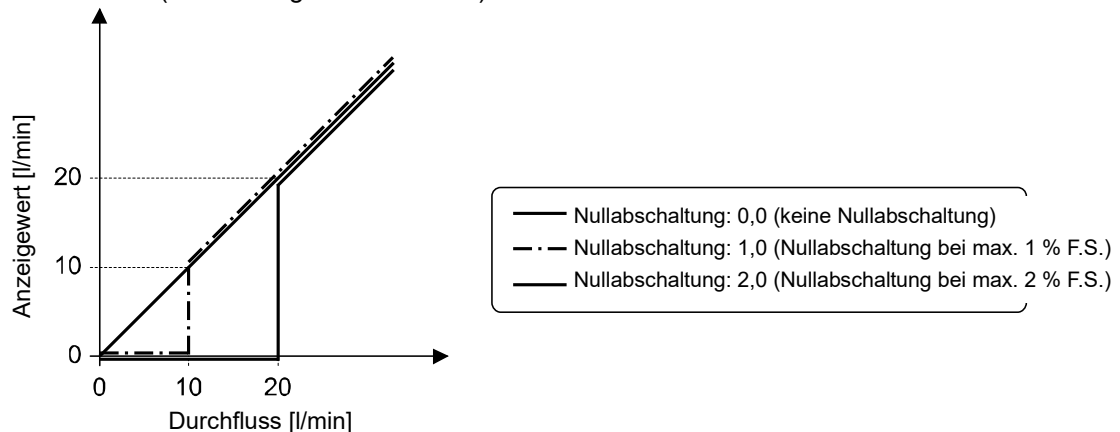 Anzeigewert [l/min]
20
10
0
0 10 20
Durchfluss [l/min]
Nullabschaltung: 0,0 (keine Nullabschaltung)
Nullabschaltung: 1,0 (Nullabschaltung bei max. 1 % F.S.)
Nullabschaltung: 2,0 (Nullabschaltung bei max. 2 % F.S.)